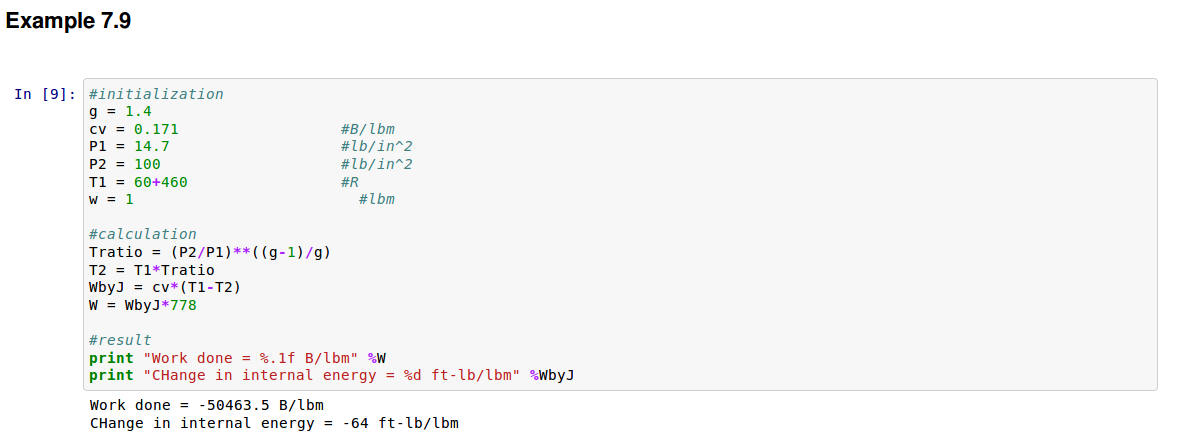 Example 7.9
In [9]: #initialization
g = 1.4
cv = 0.171 #B/lbm
P1 = 14.7 #lb/in^2
P2 = 100 #lb/in^2
T1 = 60+460 #R
w = 1 #lbm
#calculation
Tratio = (P2/P1)**((g-1)/g)
T2 = T1*Tratio
WbyJ = cv*(T1-T2)
W = WbyJ*778
#result
print "Work done = %.1f B/lbm" %W
print "CHange in internal energy = %d ft-lb/lbm" %WbyJ
Work done = -50463.5 B/lbm
CHange in internal energy = -64 ft-lb/lbm